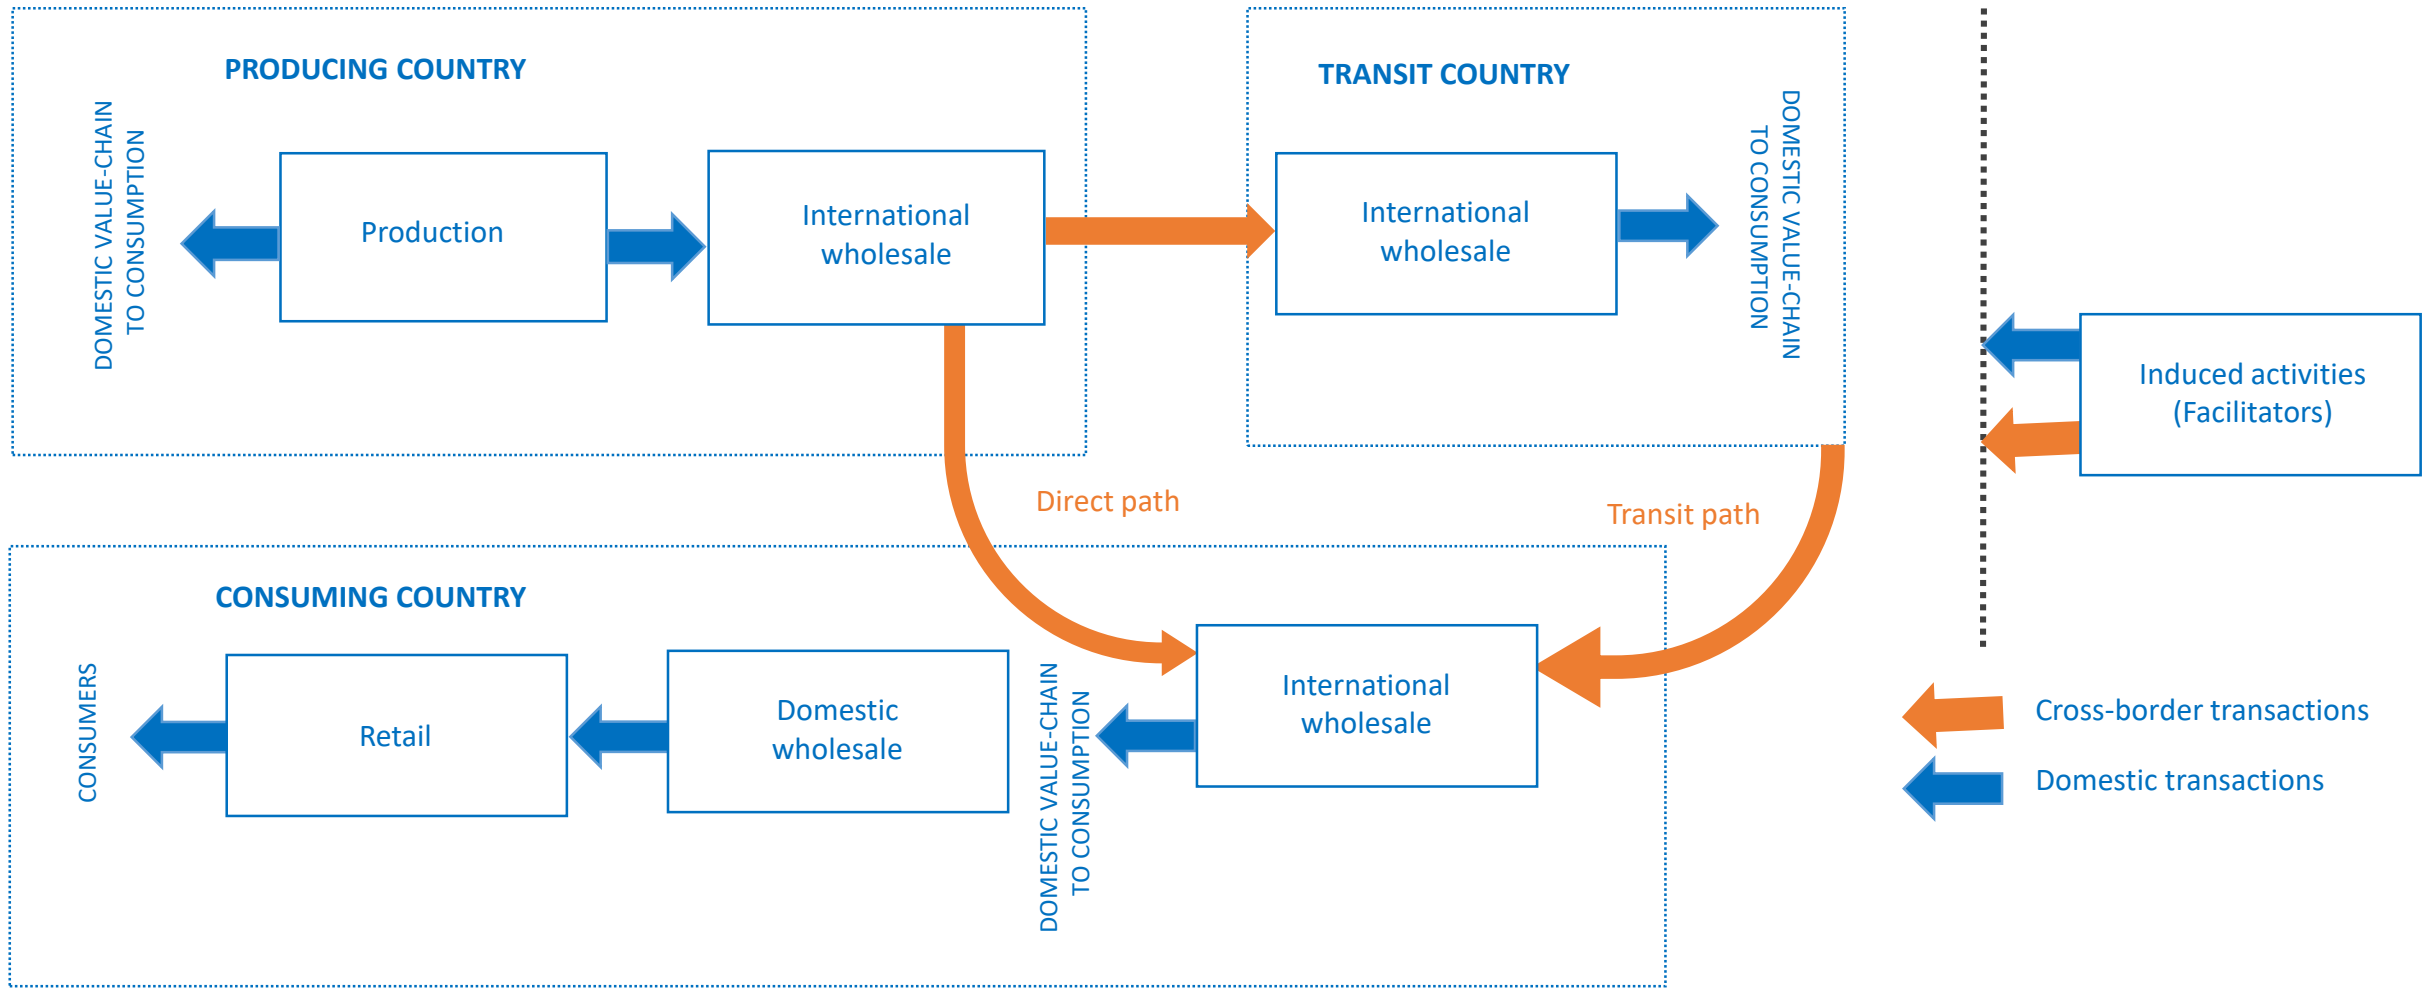 PRODUCING COUNTRY
DOMESTIC VALUE-CHAIN
TO CONSUMPTION
Production
International
wholesale
TRANSIT COUNTRY
International
wholesale
DOMESTIC VALUE-CHAIN
TO CONSUMPTION
Induced activities
(Facilitators)
Direct path
Transit path
CONSUMING COUNTRY
CONSUMERS
Retail
Domestic
wholesale
DOMESTIC VALUE-CHAIN
TO CONSUMPTION
International
wholesale
Cross-border transactions
Domestic transactions